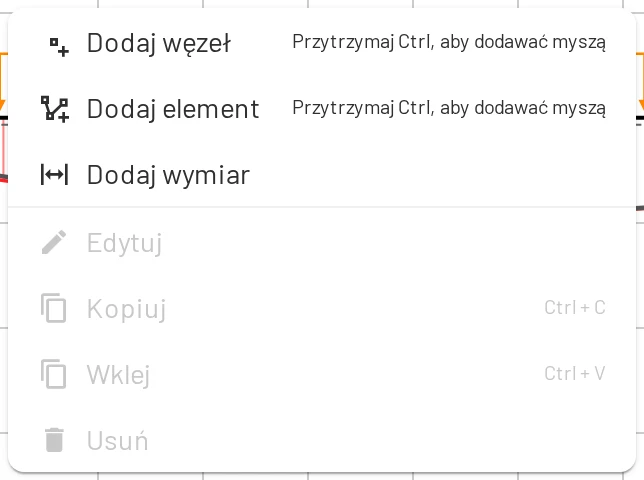 Dodaj węzeł Przytrzymaj Ctrl, aby dodawać myszą
Dodaj element Przytrzymaj Ctrl, aby dodawać myszą
Dodaj wymiar
Edytuj
Kopiuj Ctrl + C
Wklej Ctrl + V
Usuń